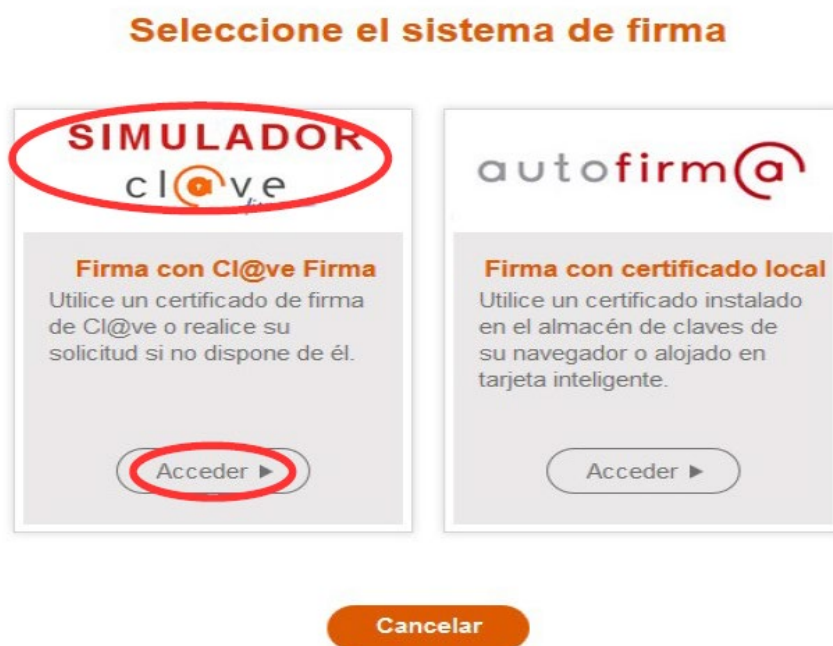 Seleccione el sistema de firma
SIMULADOR
cl@ve
Firma con Cl@ve Firma
Utilice un certificado de firma
de Cl@ve o realice su
solicitud si no dispone de él.
Acceder ►
autofirm@
Firma con certificado local
Utilice un certificado instalado
en el almacén de claves de
su navegador o alojado en
tarjeta inteligente.
Acceder ►
Cancelar